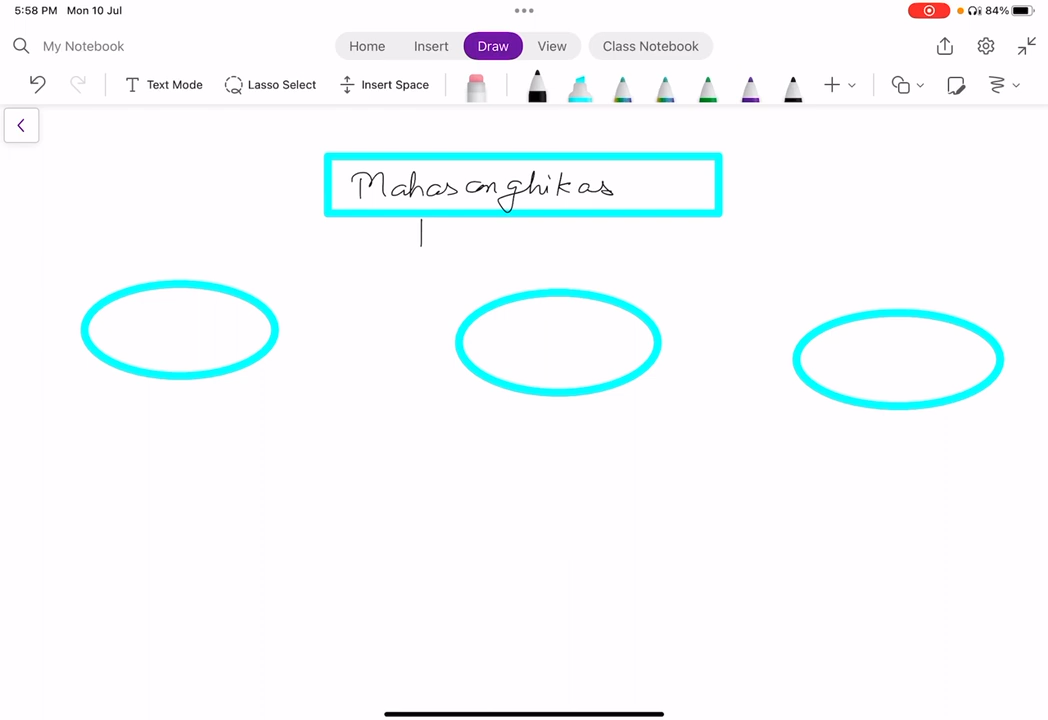 5:58 PM Mon 10 Jul
84%
My Notebook
Home Insert Draw View Class Notebook
Text Mode Lasso Select Insert Space
Mahasanghikas